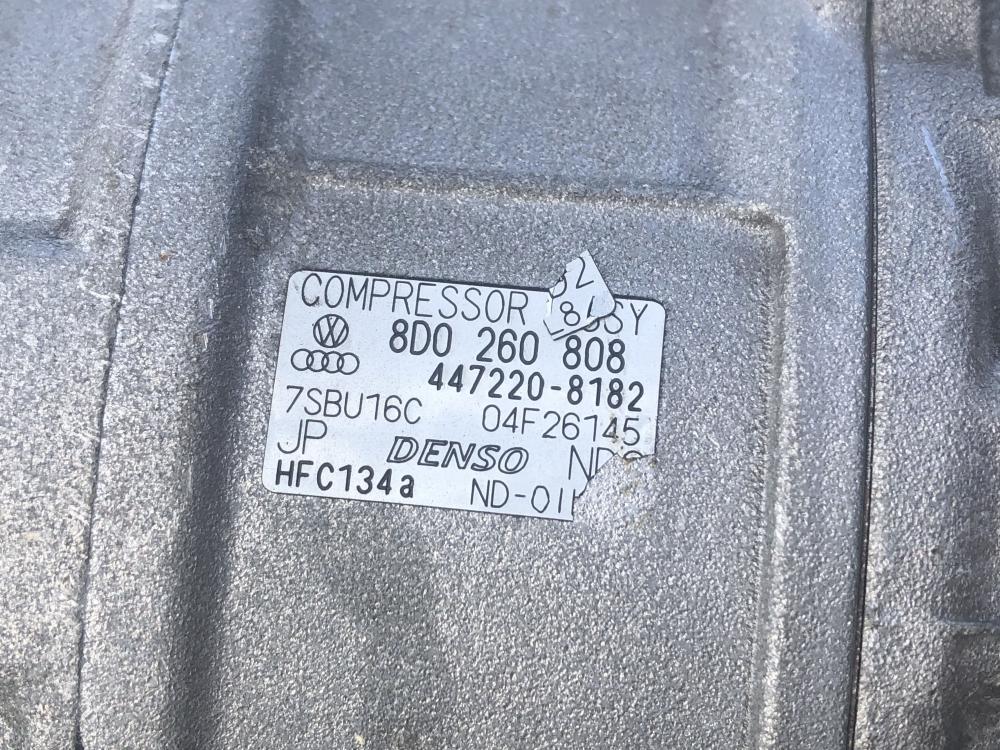 COMPRESSOR
8D0 260 808
447220-8182
7SBU16C 04F26145
JP DENSO
HFC134a